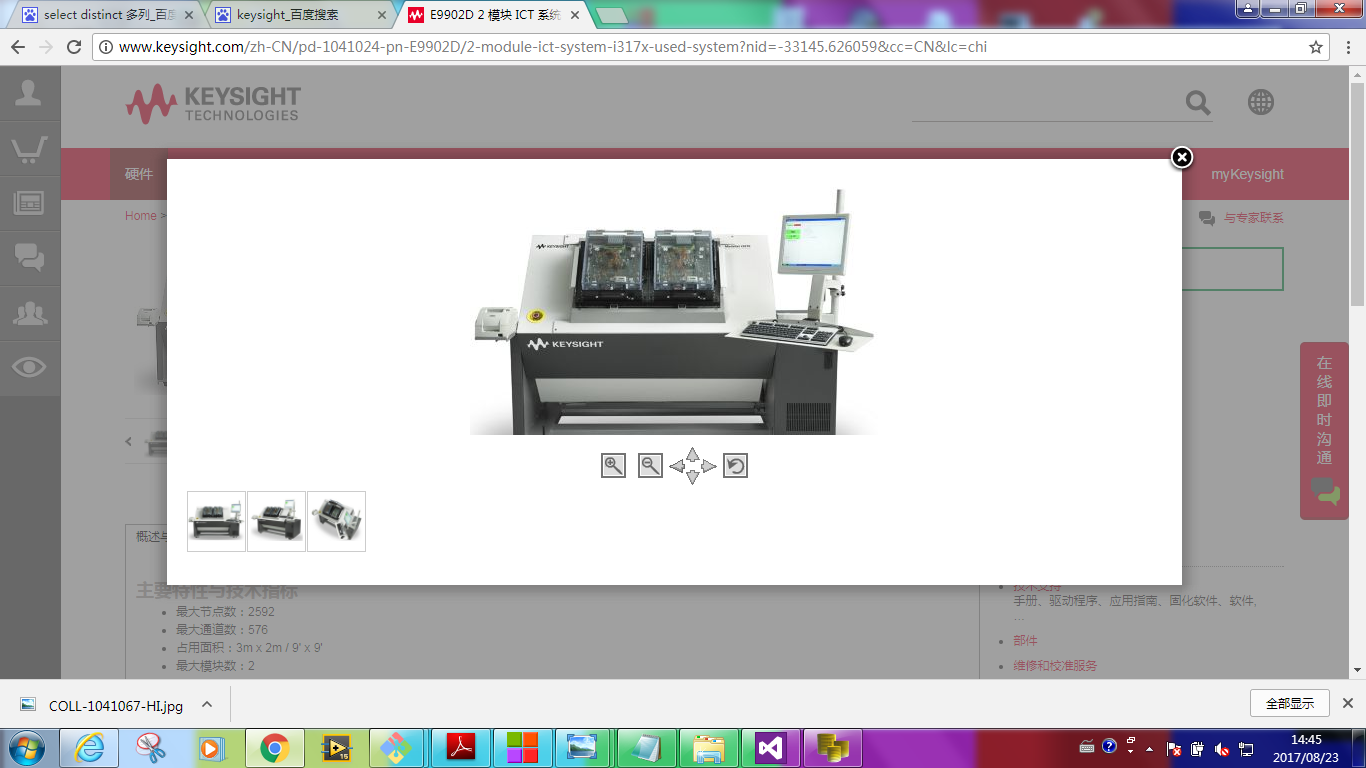 select distinct 多列_百度
keysight_百度搜索
E9902D 2 模块 ICT 系统
www.keysight.com/zh-CN/pd-1041024-pn-E9902D/2-module-ict-system-i317x-used-system?nid=-33145.626059&cc=CN&lc=chi
KEYSIGHT
TECHNOLOGIES
硬件
myKeysight
Home >
与专家联系
KEYSIGHT
KEYSIGHT
在线即时沟通
概述与
主要特性与技术指标
最大节点数：2592
最大通道数：576
占用面积：3m x 2m / 9' x 9'
最大模块数：2
技术支持
手册、驱动程序、应用指南、固化软件、软件,
...
部件
维修和校准服务
COLL-1041067-HI.jpg
全部显示
15
14:45
2017/08/23